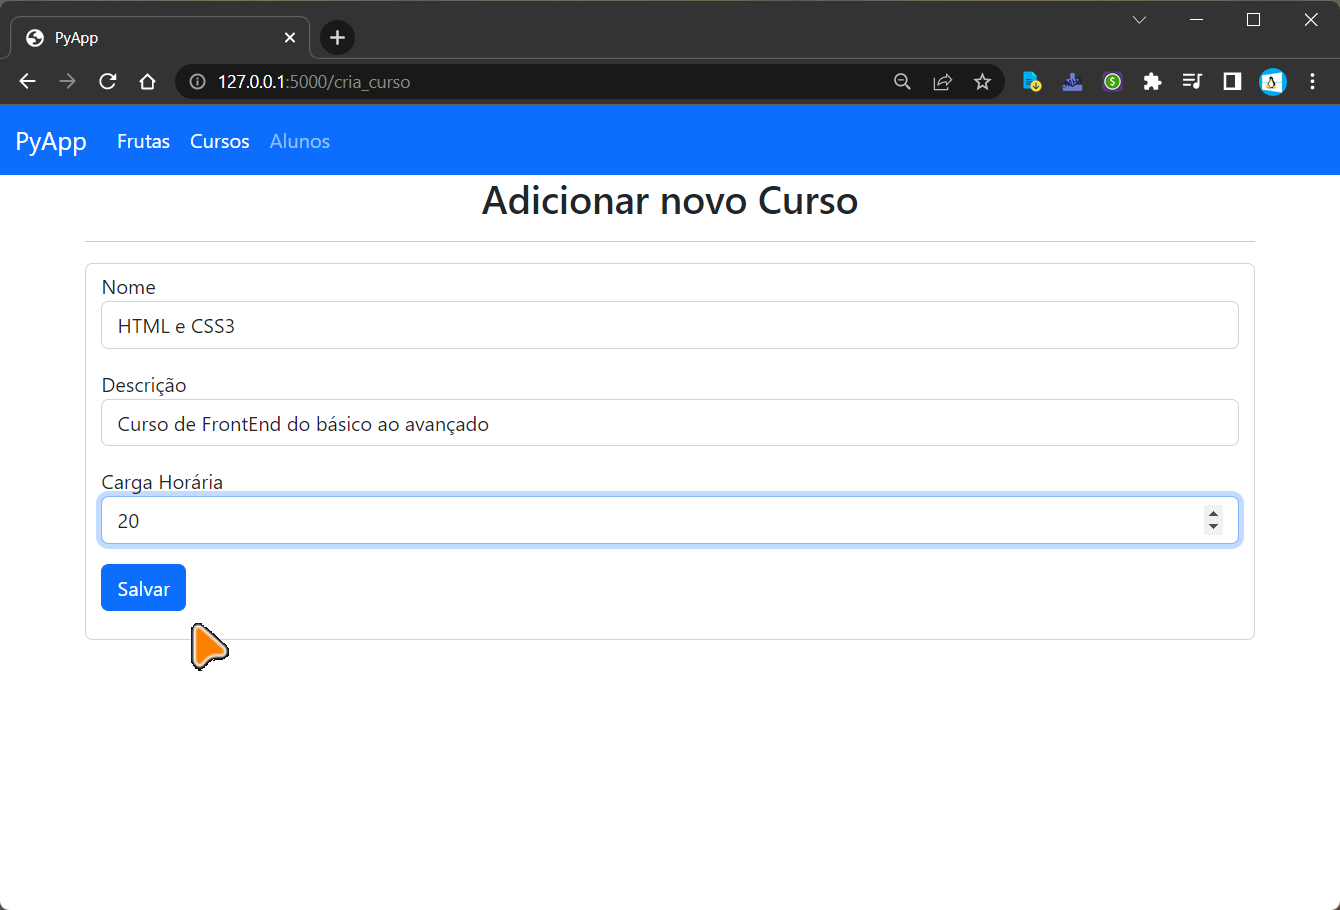 PyApp
127.0.0.1:5000/cria_curso
PyApp Frutas Cursos Alunos
Adicionar novo Curso
Nome
HTML e CSS3
Descrição
Curso de FrontEnd do básico ao avançado
Carga Horária
20
Salvar